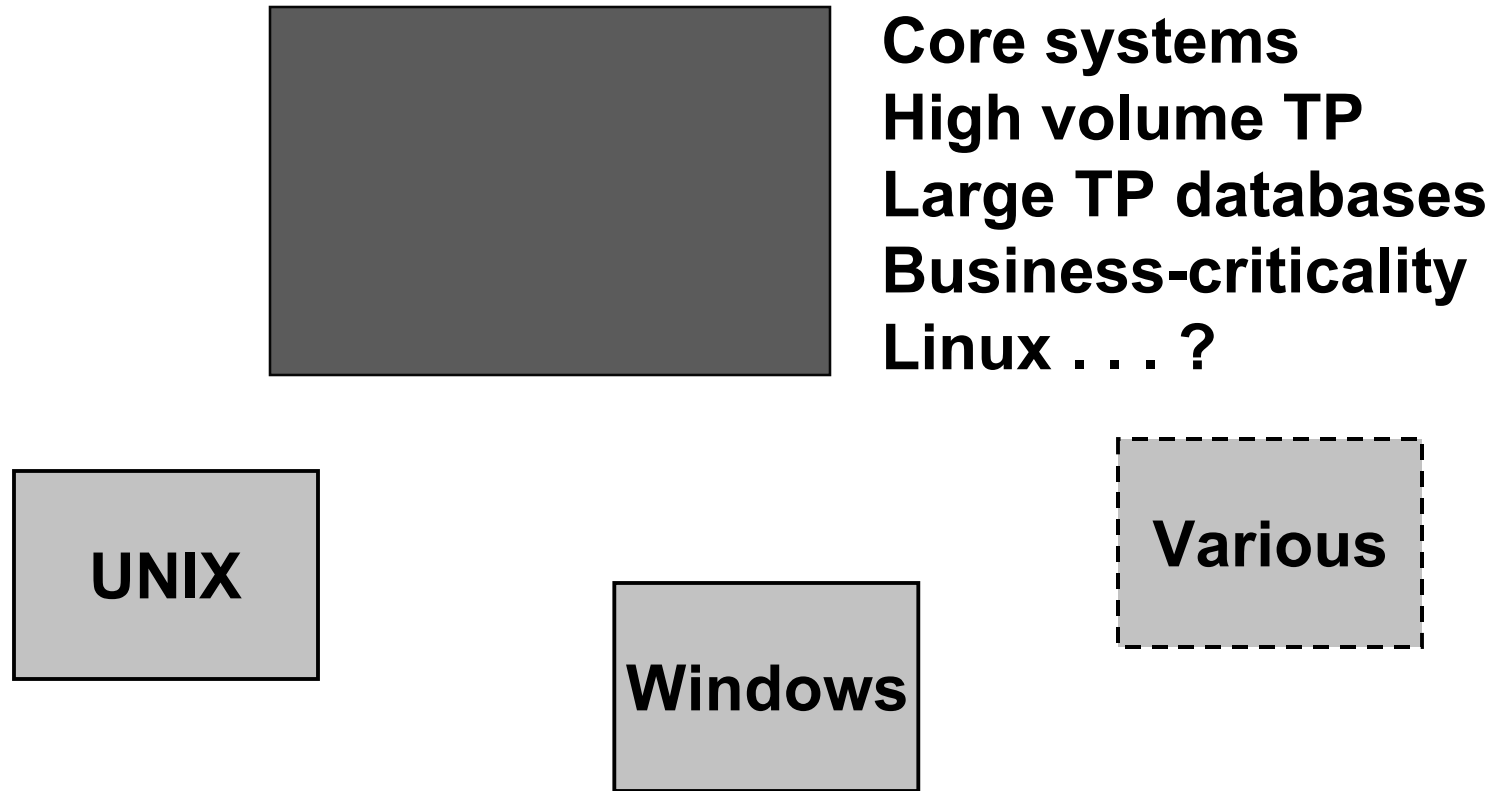 Core systems
High volume TP
Large TP databases
Business-criticality
Linux . . . ?
UNIX
Various
Windows